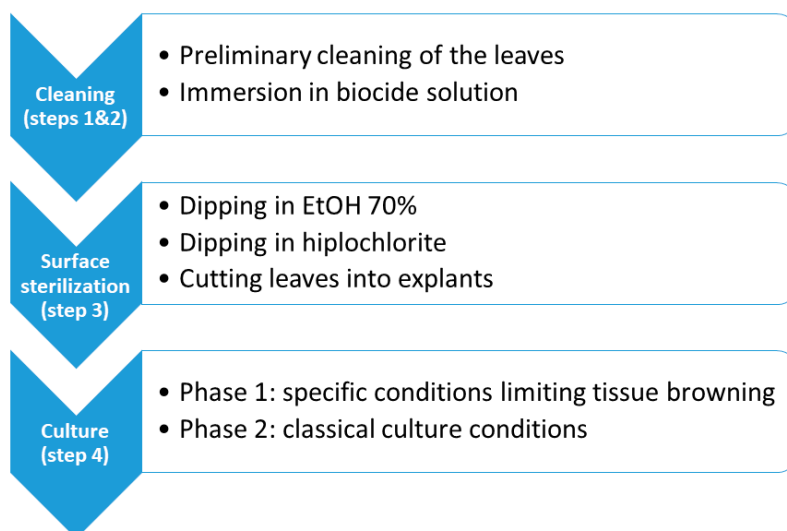 Cleaning
(steps 1&2)
• Preliminary cleaning of the leaves
• Immersion in biocide solution
Surface
sterilization
(step 3)
• Dipping in EtOH 70%
• Dipping in hiplochlorite
• Cutting leaves into explants
Culture
(step 4)
• Phase 1: specific conditions limiting tissue browning
• Phase 2: classical culture conditions